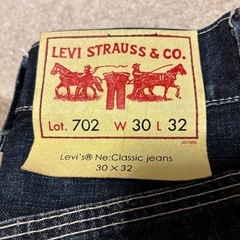 LEVI STRAUSS & CO.
Lot. 702 W 30 L 32
Levi's® Ne:Classic jeans
30 × 32